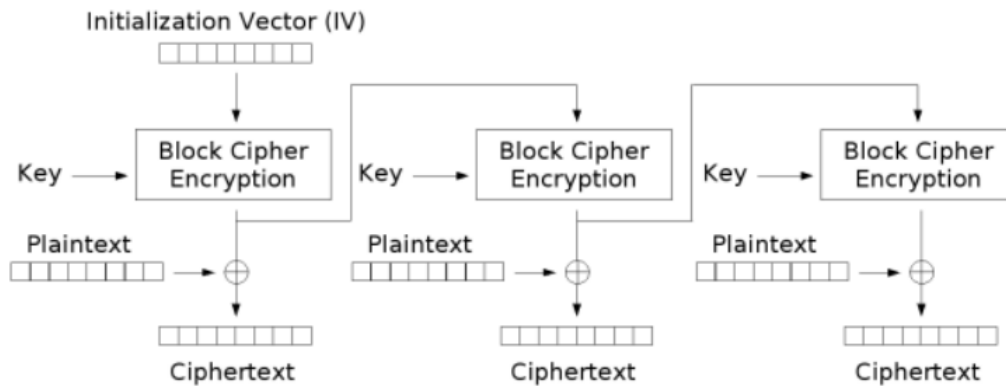 Initialization Vector (IV)
Block Cipher
Encryption
Block Cipher
Encryption
Block Cipher
Encryption
Key
Key
Key
Plaintext
Plaintext
Plaintext
Ciphertext
Ciphertext
Ciphertext